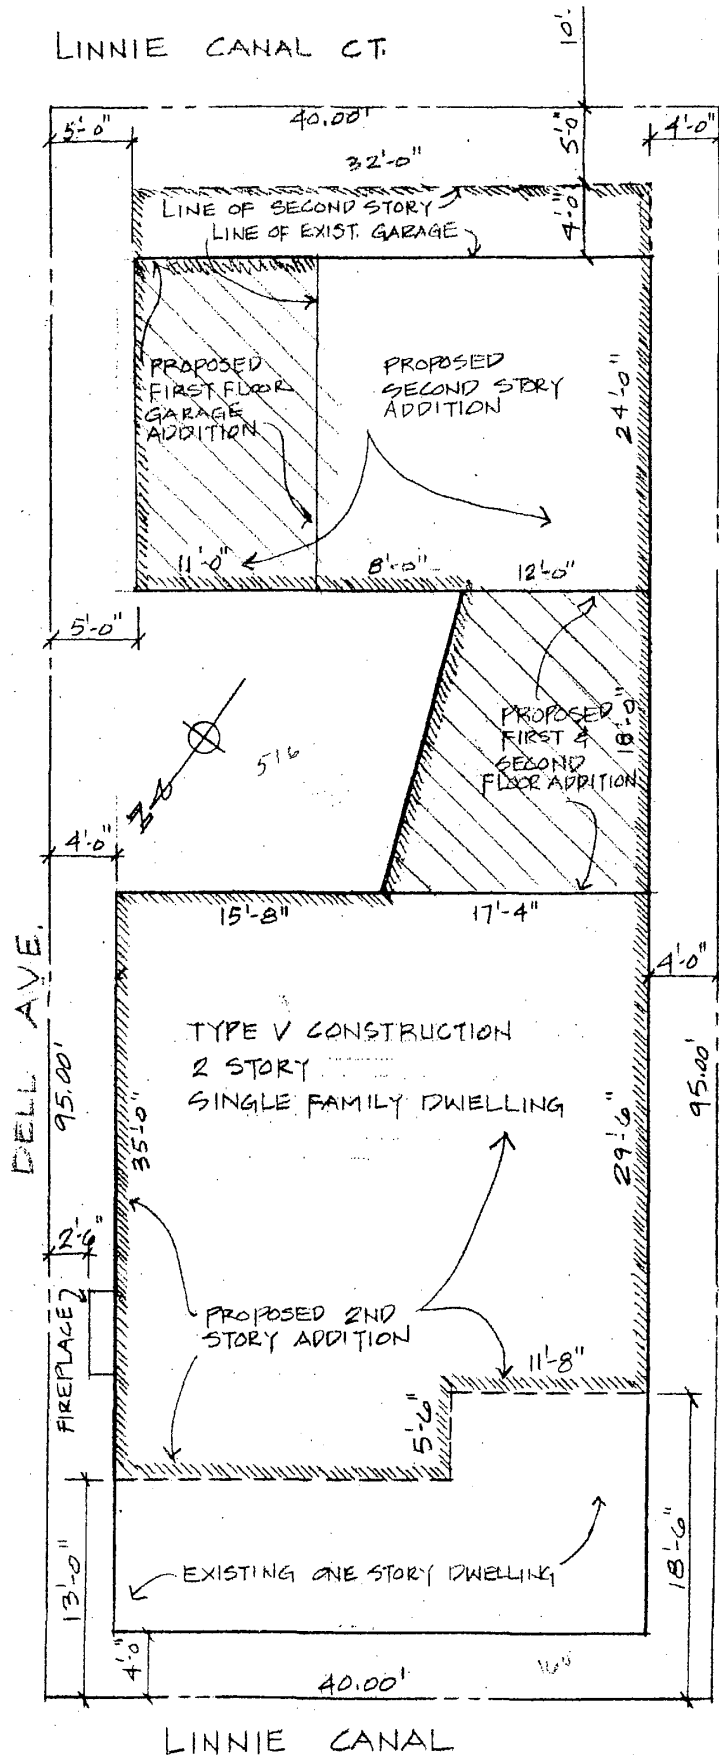 LINNIE CANAL CT.
10'.
40.00'
5'-0"
4'-0"
5'-0"
32'-0"
LINE OF SECOND STORY
LINE OF EXIST. GARAGE
4'-0"
PROPOSED
FIRST FLOOR
GARAGE
ADDITION
PROPOSED
SECOND STORY
ADDITION
24'-0"
11'-0"
8'-0"
12'-0"
5'-0"
N
516
PROPOSED
FIRST &
SECOND
FLOOR ADDITION
18'-0"
4'-0"
15'-8"
17'-4"
4'-0"
DELL AVE.
95.00'
95.00'
TYPE V CONSTRUCTION
2 STORY
SINGLE FAMILY DWELLING
35'-0"
29'-6"
2'-6"
FIREPLACE
PROPOSED 2ND
STORY ADDITION
11'-8"
5'-6"
13'-0"
EXISTING ONE STORY DWELLING
18'-6"
4'-0"
40.00'
LINNIE CANAL